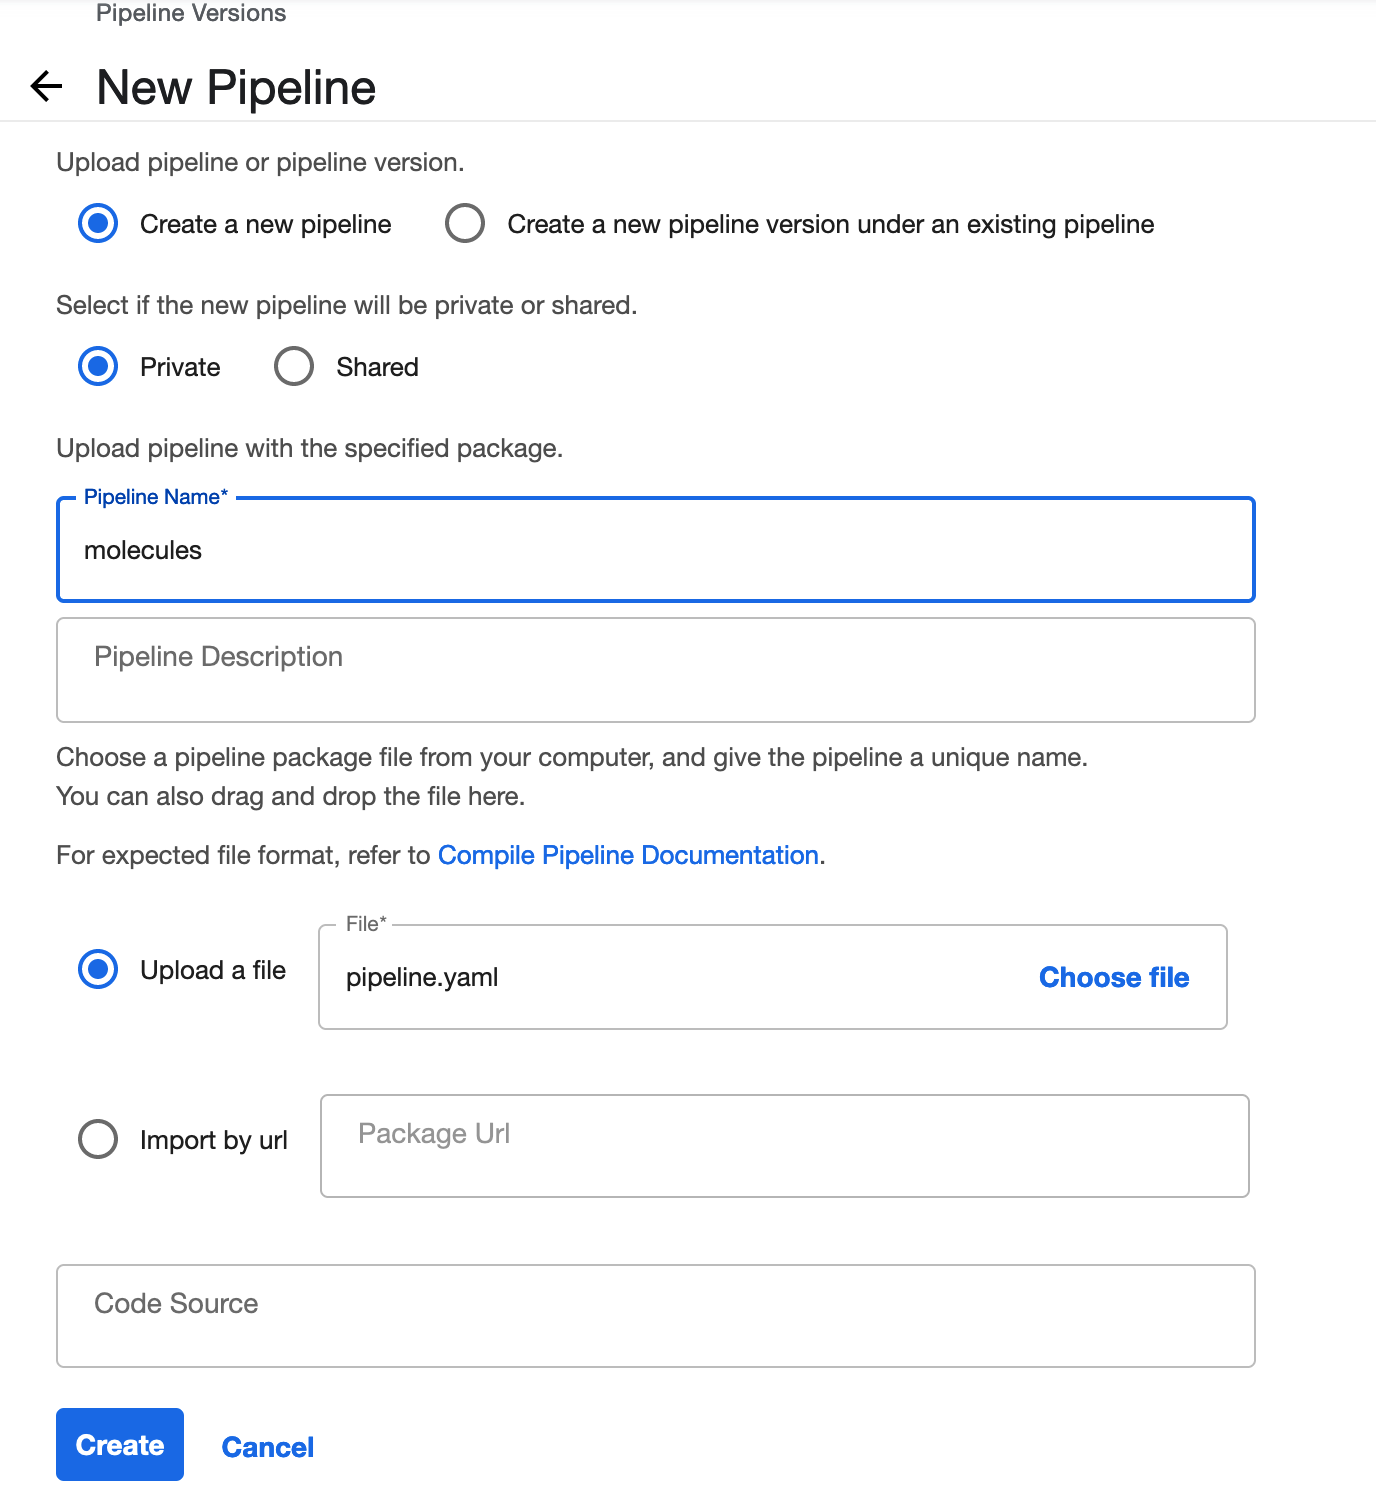 Pipeline Versions
New Pipeline
Upload pipeline or pipeline version.
Create a new pipeline Create a new pipeline version under an existing pipeline
Select if the new pipeline will be private or shared.
Private Shared
Upload pipeline with the specified package.
Pipeline Name*
molecules
Pipeline Description
Choose a pipeline package file from your computer, and give the pipeline a unique name.
You can also drag and drop the file here.
For expected file format, refer to Compile Pipeline Documentation.
File*
Upload a file pipeline.yaml Choose file
Import by url Package Url
Code Source
Create Cancel